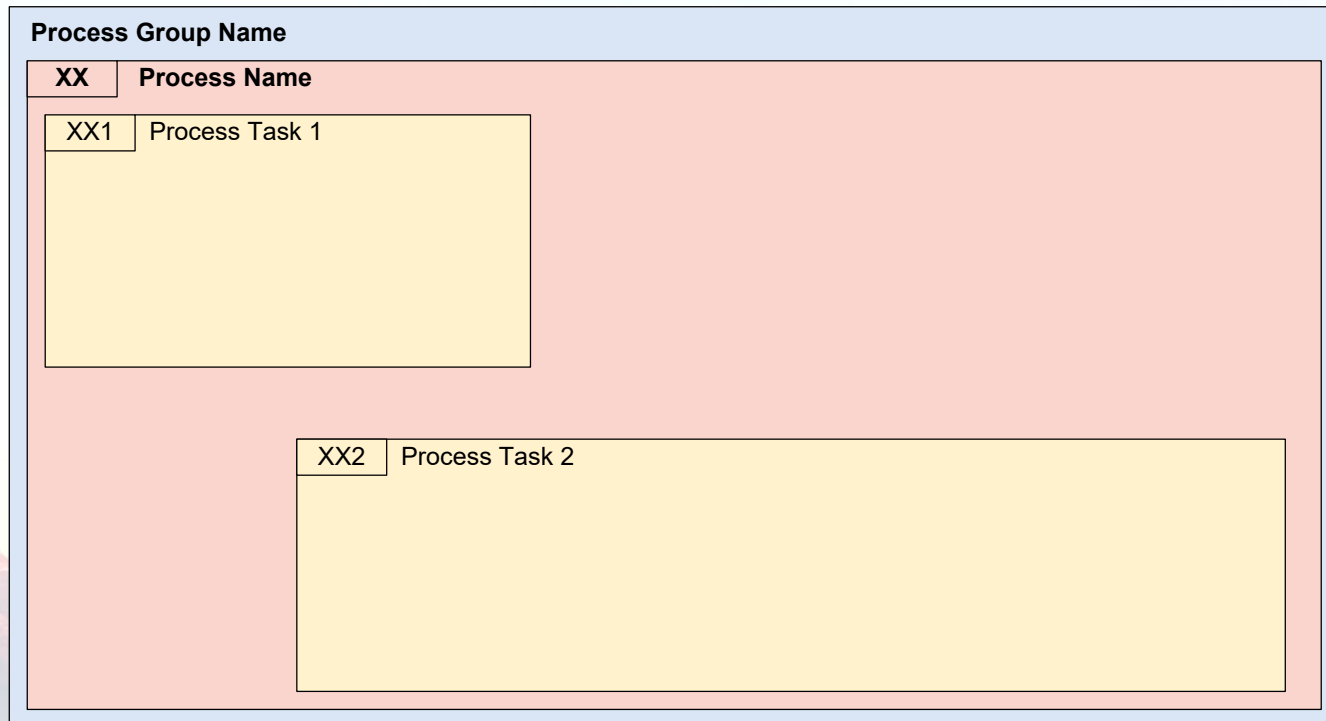 Process Group Name
XX Process Name
XX1 Process Task 1
XX2 Process Task 2